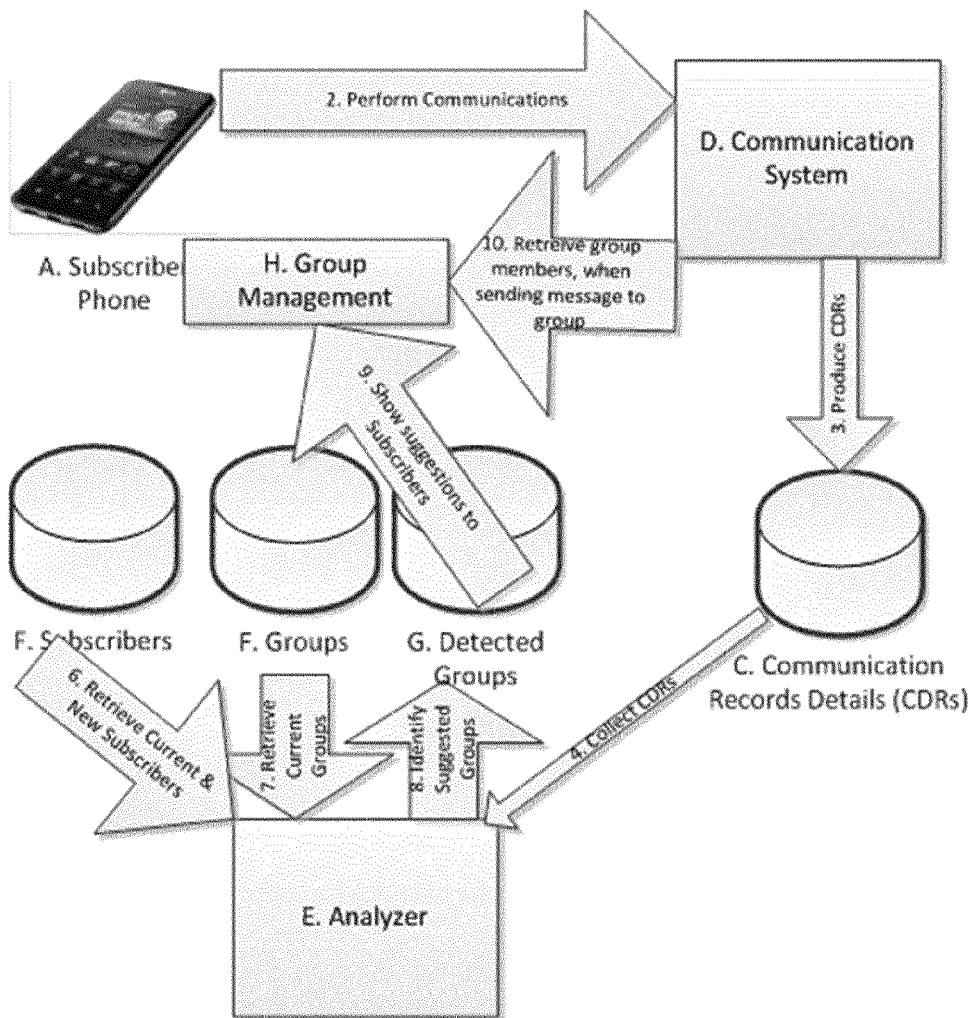 2. Perform Communications
D. Communication
System
A. Subscriber
Phone
H. Group
Management
10. Retreive group
members, when
sending message to
group
3. Produce CDRs
9. Show suggestions to
Subscribers
F. Subscribers
F. Groups
G. Detected
Groups
C. Communication
Records Details (CDRs)
6. Retrieve Current &
New Subscribers
7. Retrieve
Current
Groups
8. Identify
Suggested
Groups
4. Collect CDRs
E. Analyzer